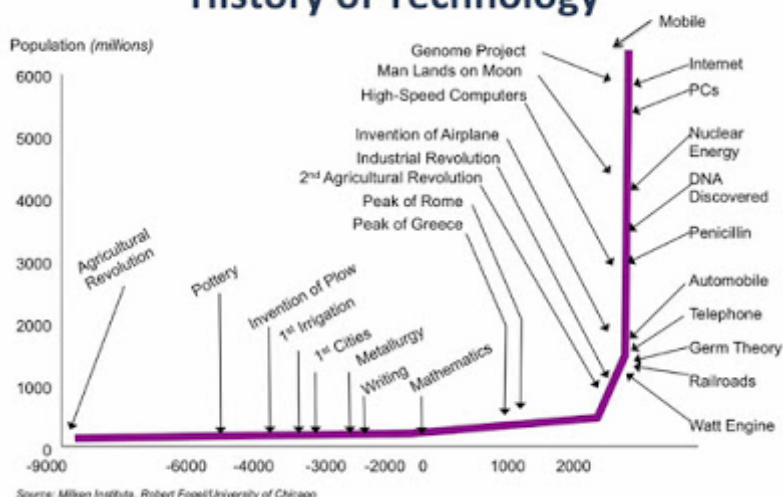 History of Technology
Population (millions)
6000
5000
4000
3000
2000
1000
0
-9000
-6000
-4000
-3000
-2000
0
1000
2000
Agricultural
Revolution
Pottery
Invention of Plow
1st Irrigation
1st Cities
Metallurgy
Writing
Mathematics
Genome Project
Man Lands on Moon
High-Speed Computers
Invention of Airplane
Industrial Revolution
2nd Agricultural Revolution
Peak of Rome
Peak of Greece
Mobile
Internet
PCs
Nuclear
Energy
DNA
Discovered
Penicillin
Automobile
Telephone
Germ Theory
Railroads
Watt Engine
Source: Milken Institute, Robert Fogel/University of Chicago